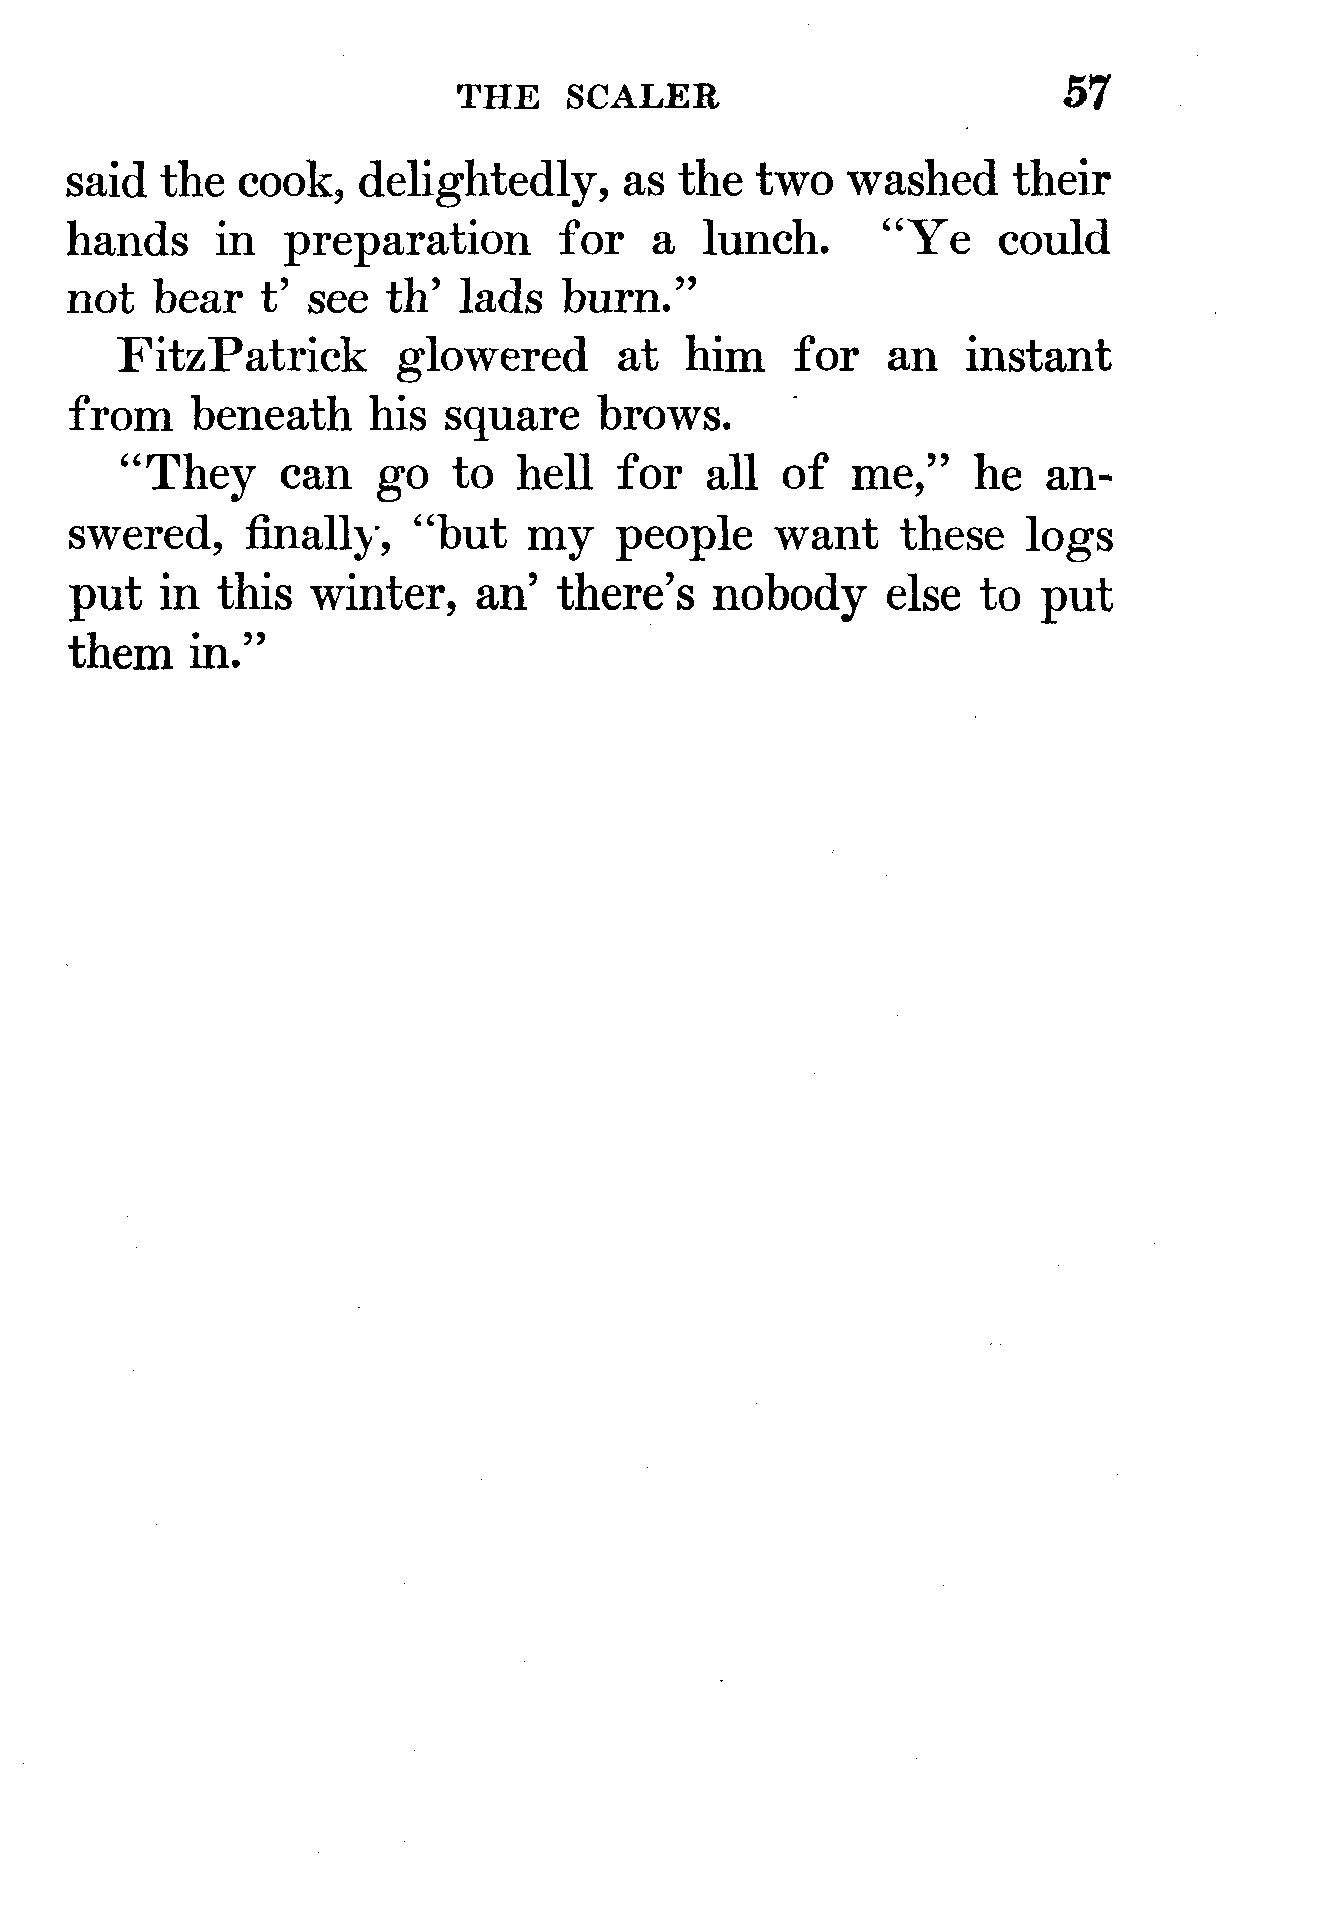 THE SCALER 57
said the cook, delightedly, as the two washed their
hands in preparation for a lunch. “Ye could
not bear t’ see th’ lads burn.”
FitzPatrick glowered at him for an instant
from beneath his square brows.
“They can go to hell for all of me,” he an-
swered, finally, “but my people want these logs
put in this winter, an’ there’s nobody else to put
them in.”